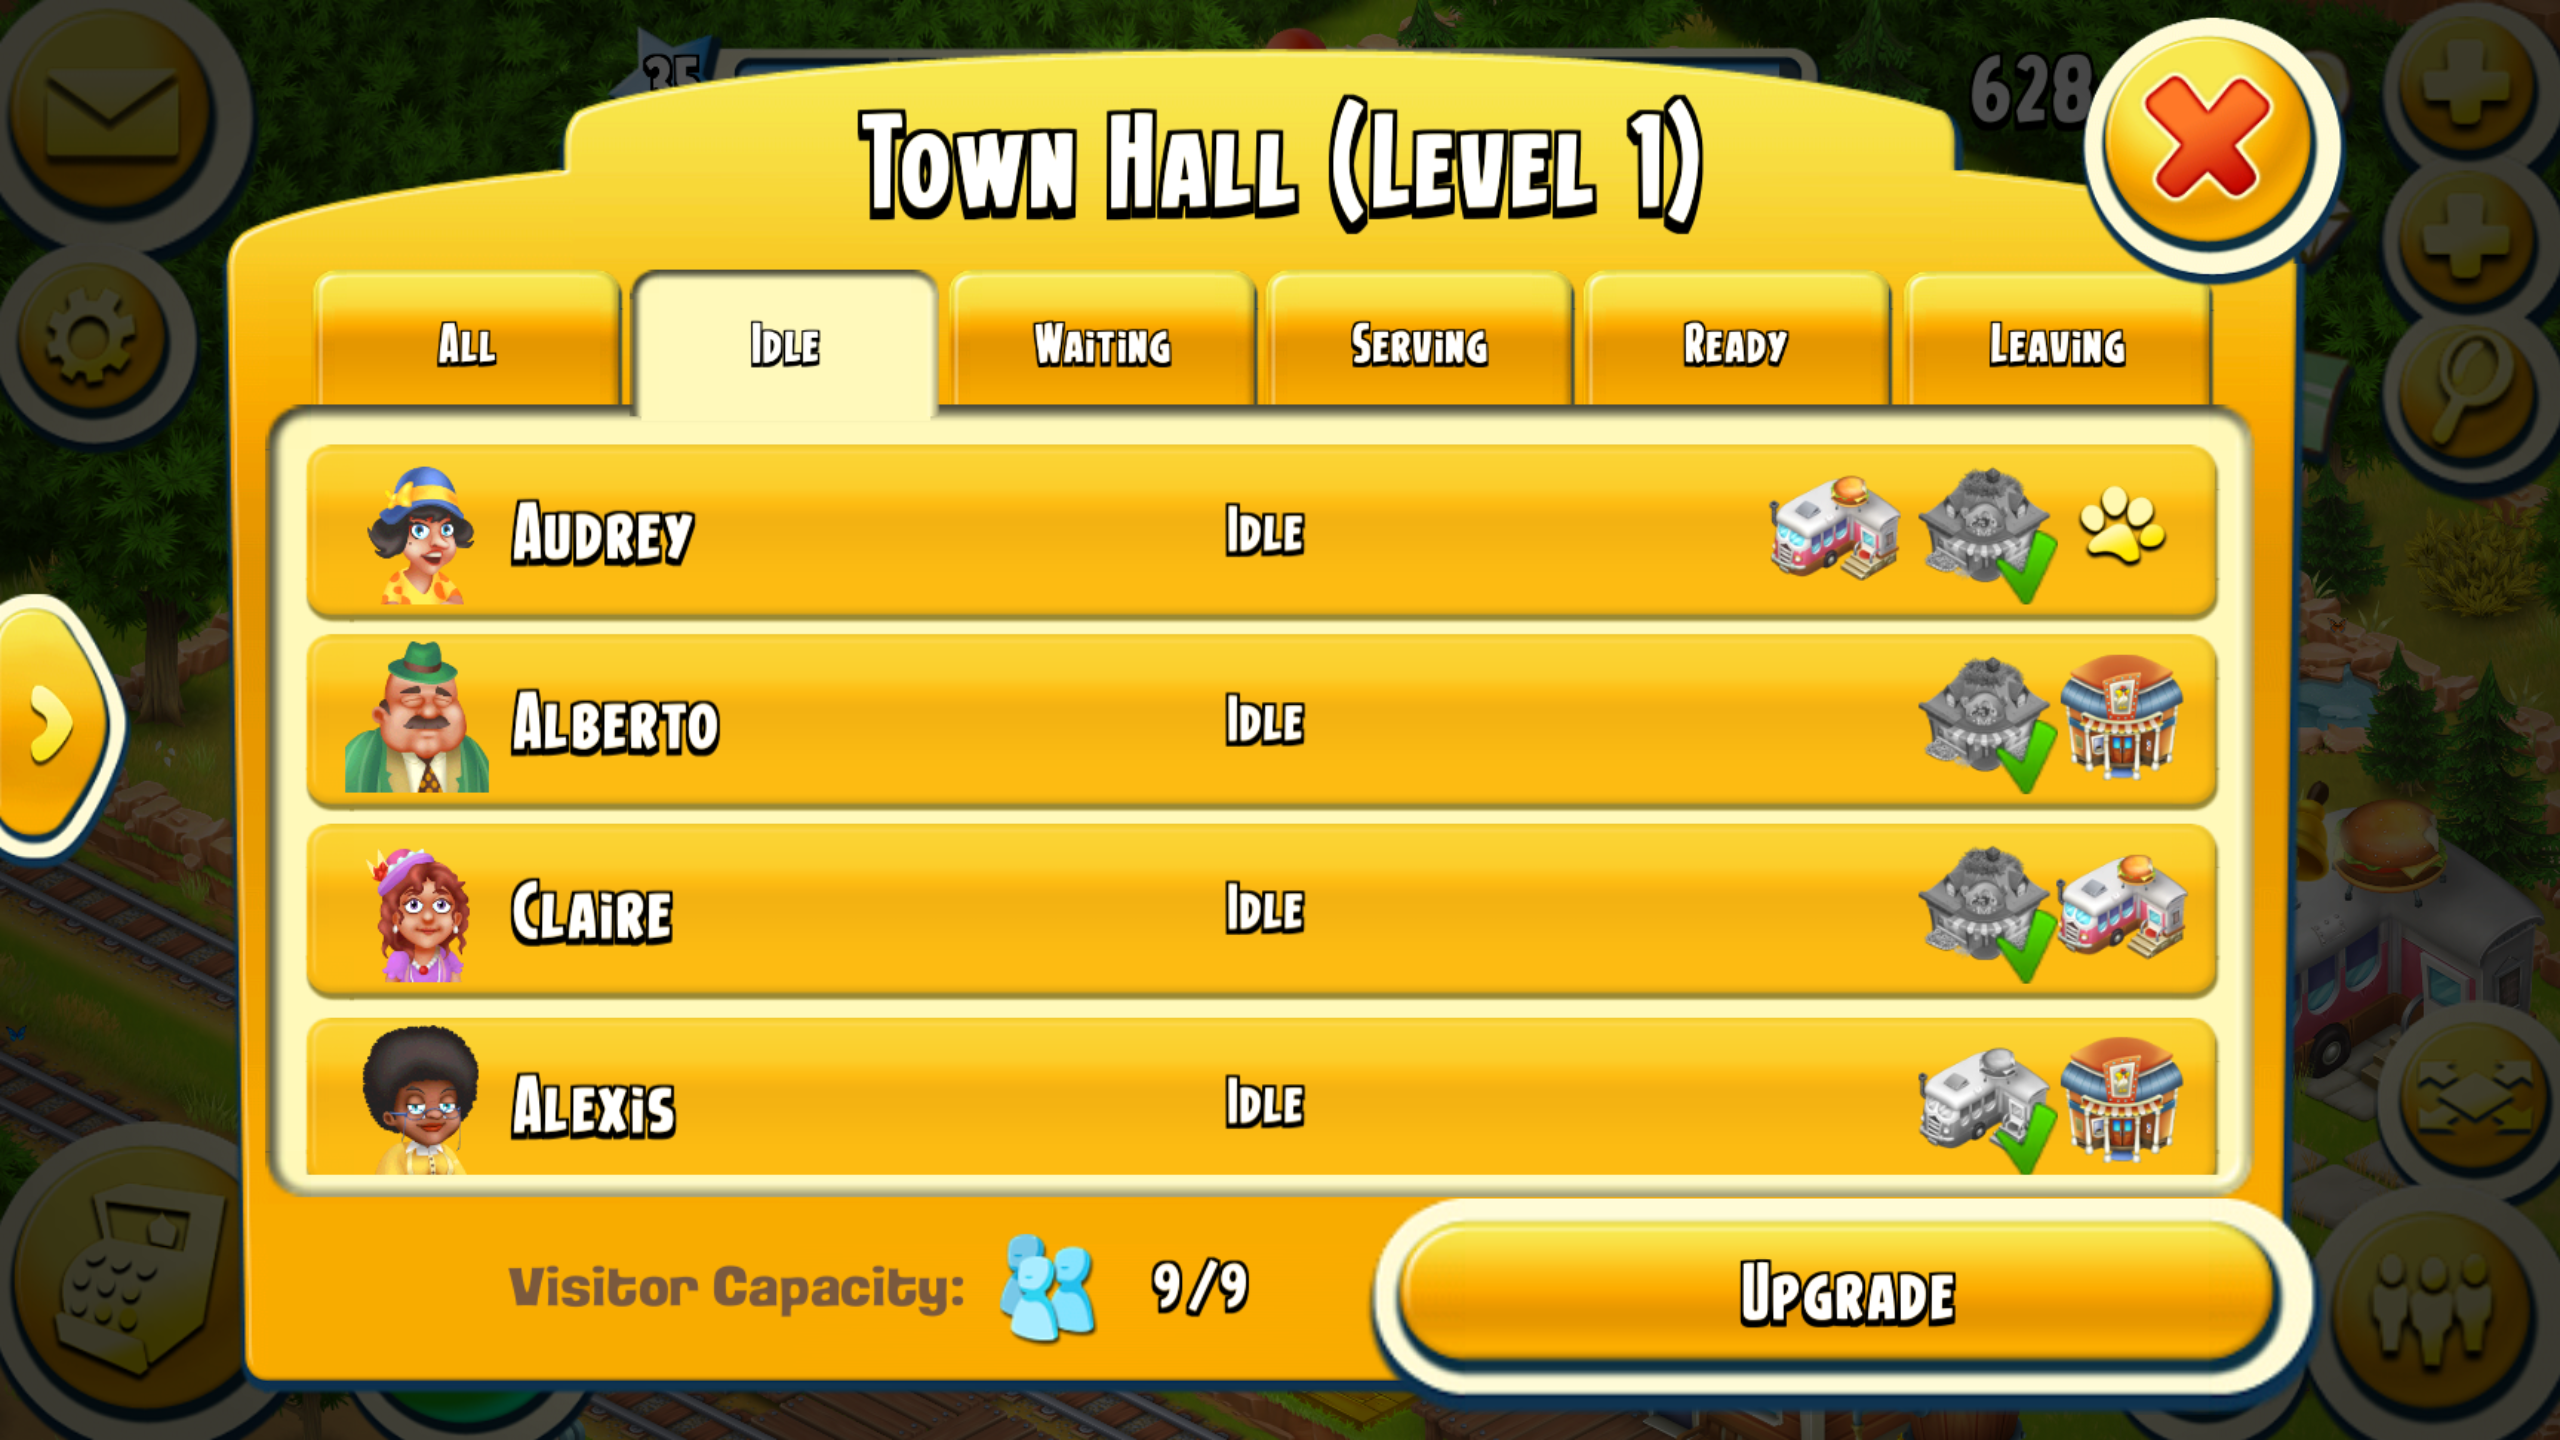 35
628
Town Hall (Level 1)
All
Idle
Waiting
Serving
Ready
Leaving
Audrey
Idle
Alberto
Idle
Claire
Idle
Alexis
Idle
Visitor Capacity:
9/9
Upgrade